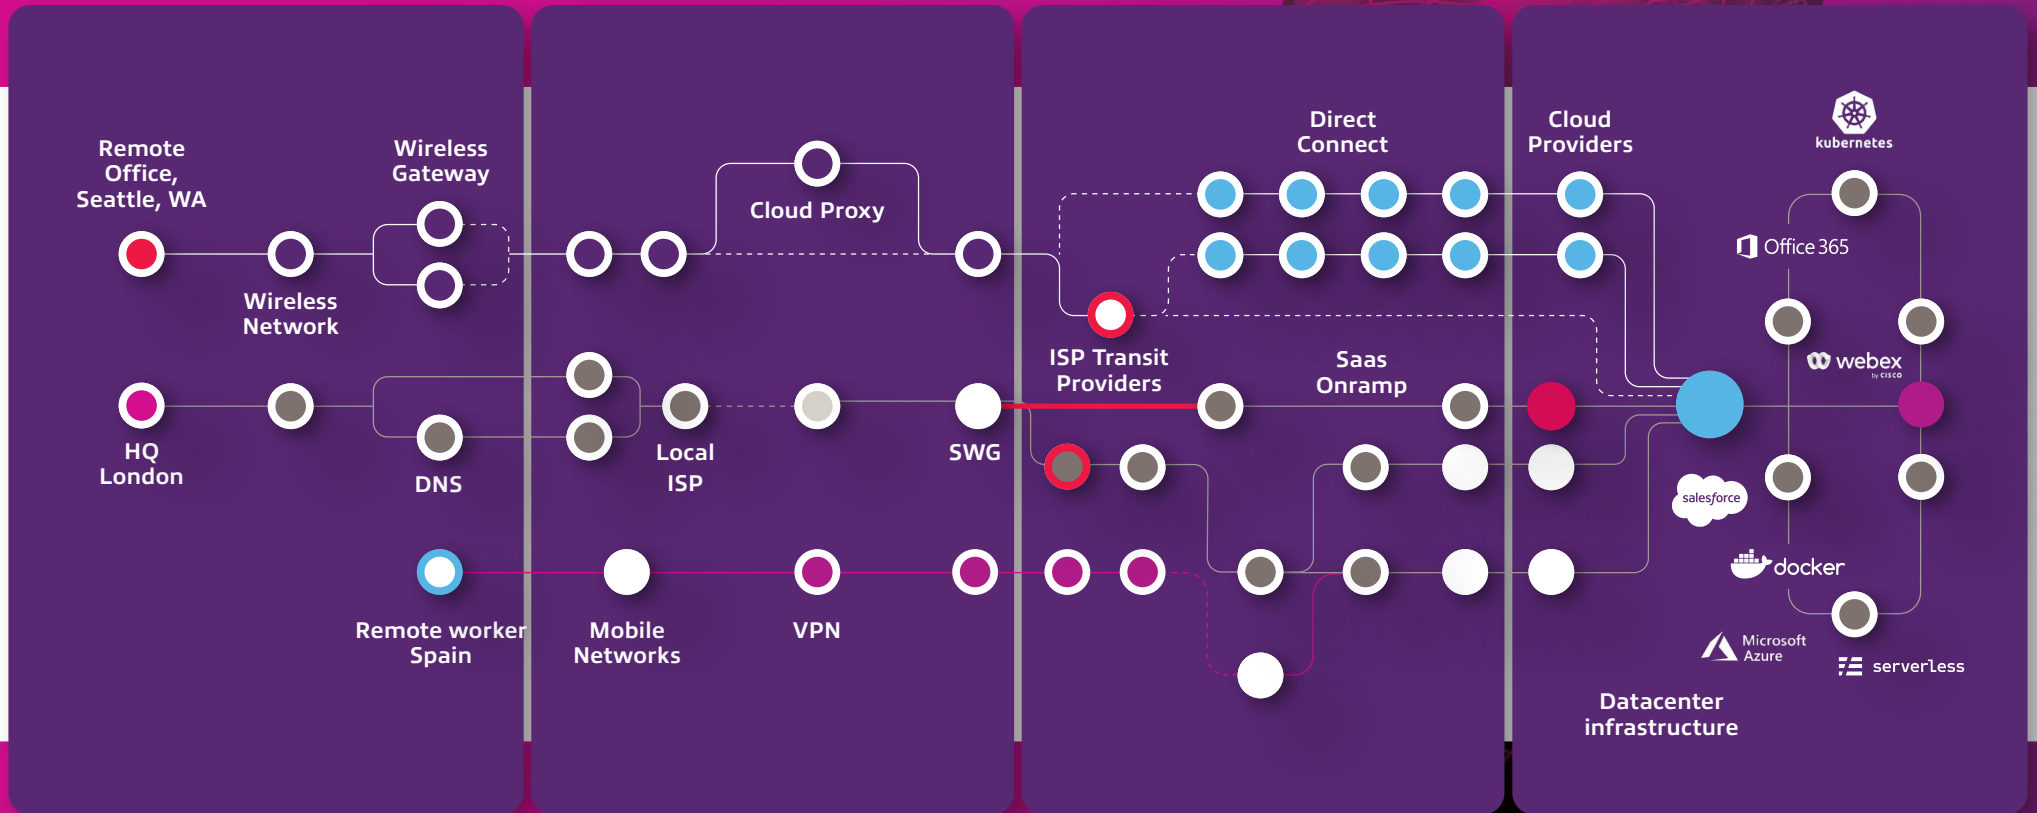 Remote
Office,
Seattle, WA
Wireless
Gateway
Wireless
Network
HQ
London
DNS
Remote worker
Spain
Cloud Proxy
Local
ISP
SWG
Mobile
Networks
VPN
Direct
Connect
ISP Transit
Providers
Saas
Onramp
Cloud
Providers
kubernetes
Office 365
webex
by CISCO
salesforce
docker
Microsoft
Azure
serverless
Datacenter
infrastructure